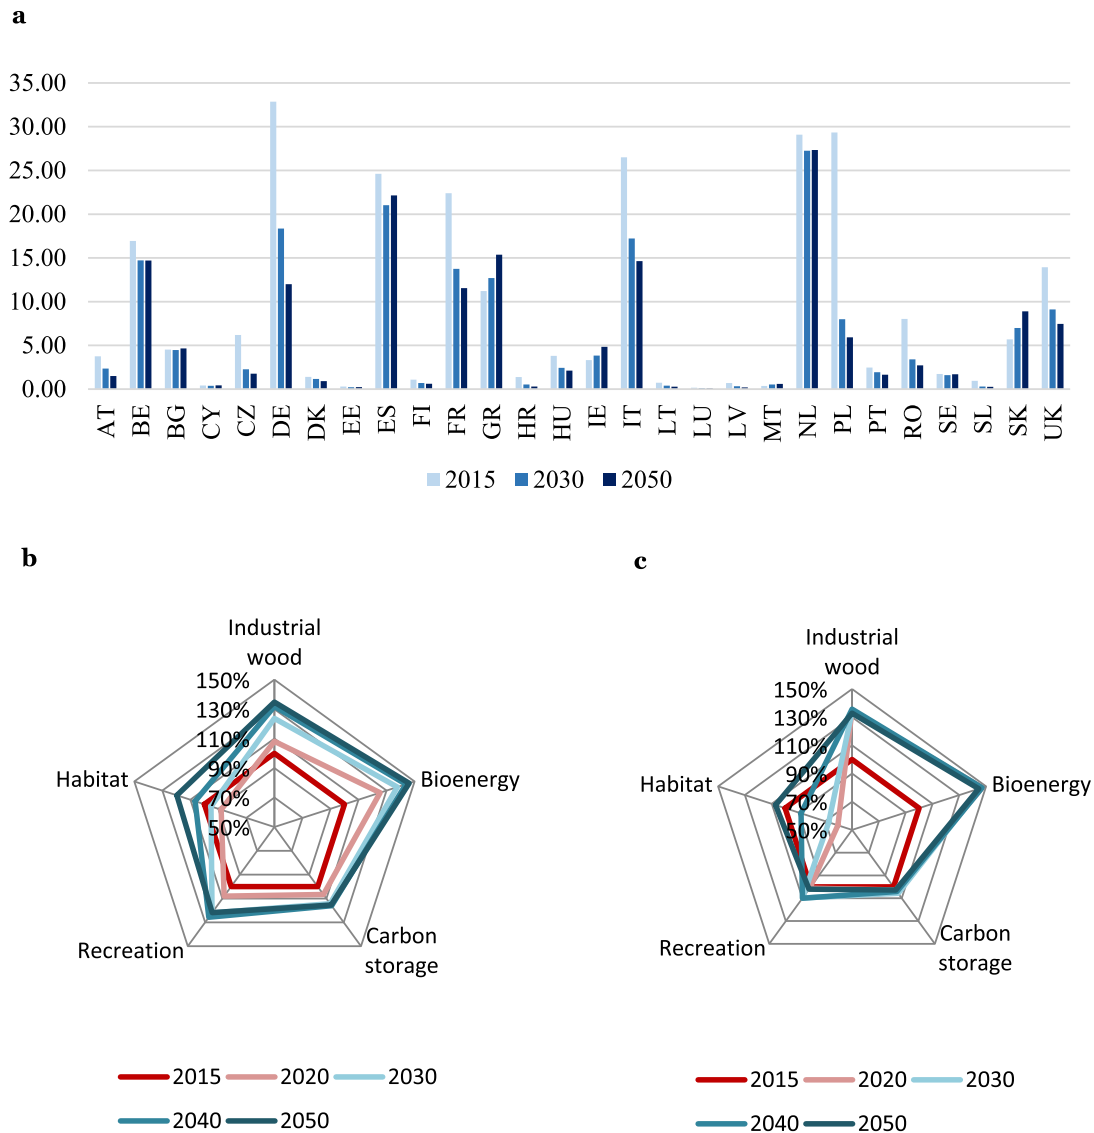 a
35.00
30.00
25.00
20.00
15.00
10.00
5.00
0.00
AT BE BG CY CZ DE DK EE ES FI FR GR HR HU IE IT LT LU LV MT NL PL PT RO SE SL SK UK
2015 2030 2050
b
Industrial
wood
150%
130%
110%
90%
70%
50%
Habitat
Bioenergy
Recreation
Carbon
storage
2015 2020 2030
2040 2050
c
Industrial
wood
150%
130%
110%
90%
70%
50%
Habitat
Bioenergy
Recreation
Carbon
storage
2015 2020 2030
2040 2050